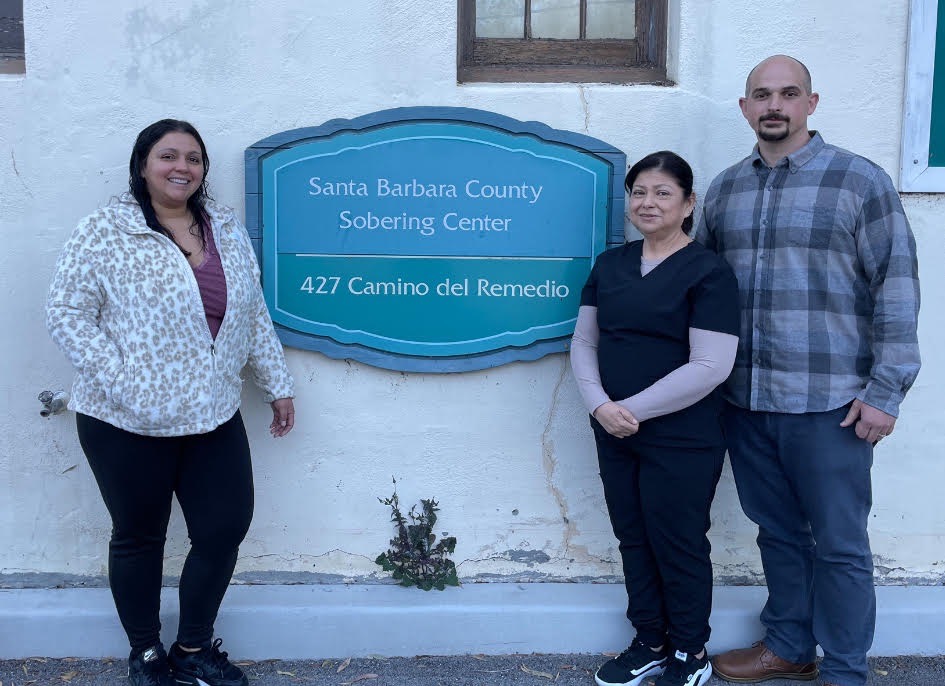 Santa Barbara County
Sobering Center
427 Camino del Remedio